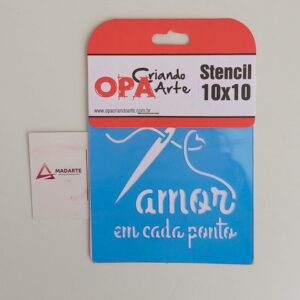 OPA Criando Arte
www.opacriandoarte.com.br
Stencil
10x10
MADARTE
amor
em cada ponto